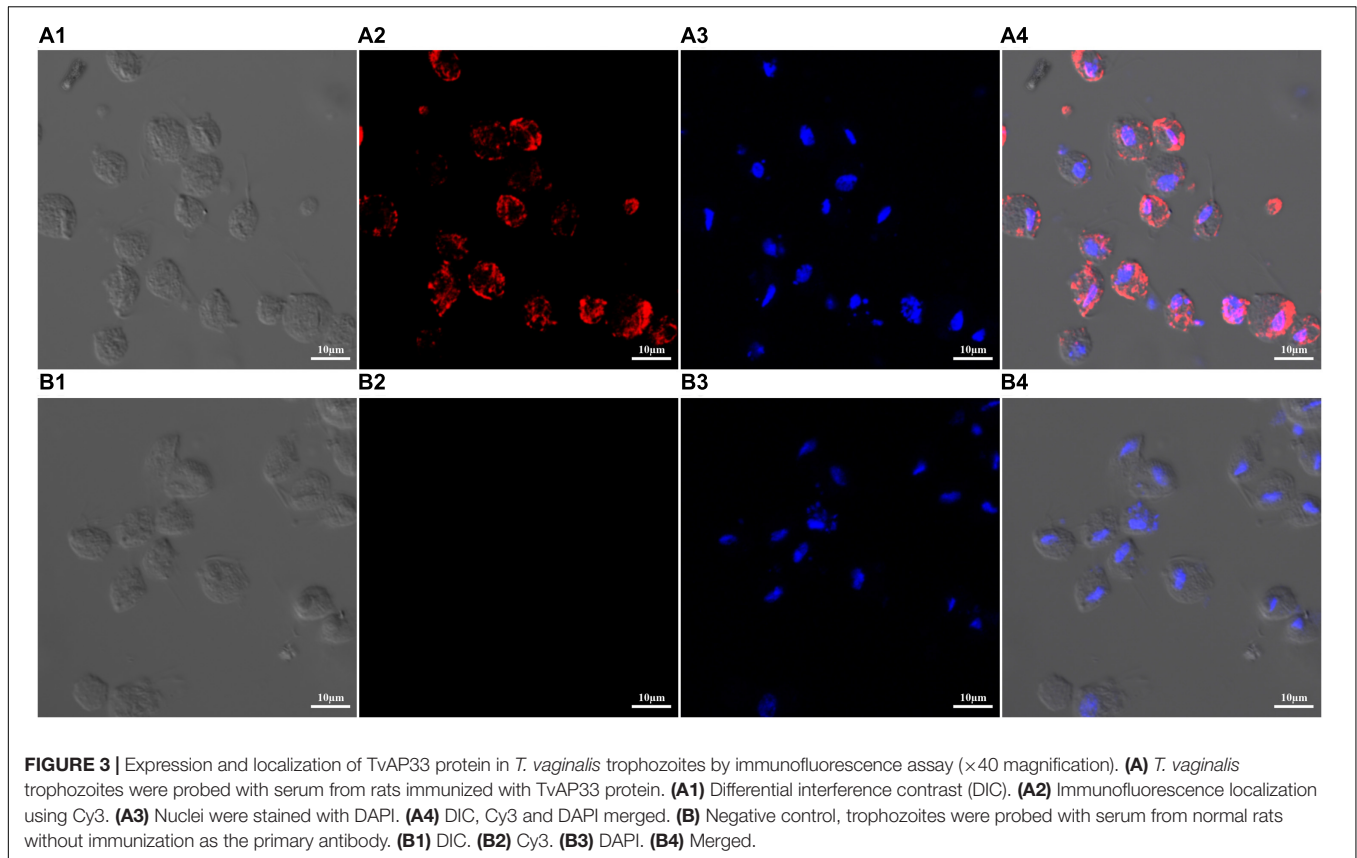 A1 A2 A3 A4
10μm 10μm 10μm 10μm
B1 B2 B3 B4
10μm 10μm 10μm 10μm
FIGURE 3 | Expression and localization of TvAP33 protein in T. vaginalis trophozoites by immunofluorescence assay (×40 magnification). (A) T. vaginalis
trophozoites were probed with serum from rats immunized with TvAP33 protein. (A1) Differential interference contrast (DIC). (A2) Immunofluorescence localization
using Cy3. (A3) Nuclei were stained with DAPI. (A4) DIC, Cy3 and DAPI merged. (B) Negative control, trophozoites were probed with serum from normal rats
without immunization as the primary antibody. (B1) DIC. (B2) Cy3. (B3) DAPI. (B4) Merged.